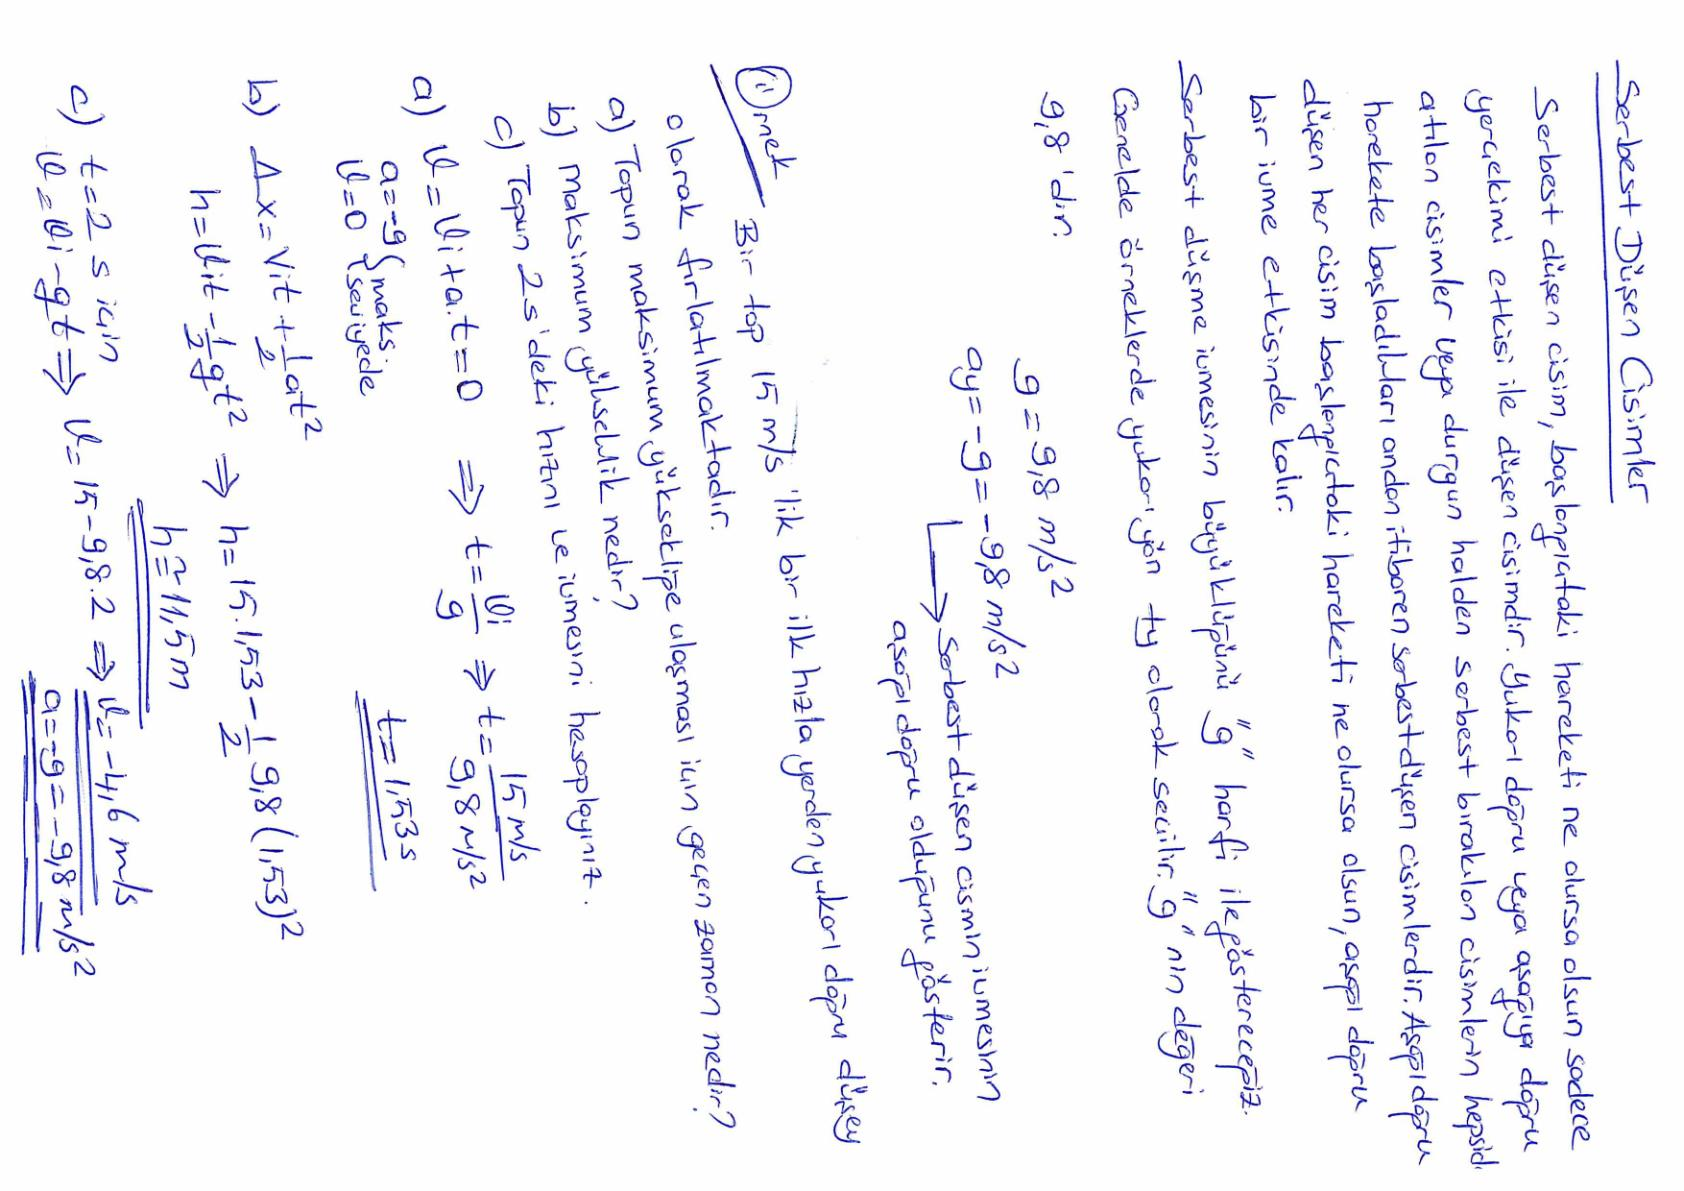 Serbest Düşen Cisimler
Serbest düşen cisim, başlangıçtaki hareketi ne olursa olsun sadece
yerçekimi etkisi ile düşen cisimdir. Yukarı doğru veya aşağıya doğru
atılan cisimler veya durgun halden serbest bırakılan cisimlerin hepsid
harekete başladıkları andan itibaren serbest düşen cisimlerdir. Aşağı doğru
düşen her cisim başlangıçtaki hareketi ne olursa olsun, aşağı doğru
bir ivme etkisinde kalır.
Serbest düşme ivmesinin büyüklüğünü "g" harfi ile göstereceğiz.
Genelde örneklerde yukarı yön +y olarak seçilir. "g" nin değeri
9,8'dir.
g = 9,8 m/s²
ay = -g = -9,8 m/s²
→ Serbest düşen cismin ivmesinin
aşağı doğru olduğunu gösterir.
Örnek Bir top 15 m/s 'lik bir ilk hızla yerden yukarı doğru düşey
olarak fırlatılmaktadır.
a) Topun maksimum yüksekliğe ulaşması için geçen zaman nedir?
b) maksimum yükseklik nedir?
c) Topun 2 s'deki hızını ve ivmesini hesaplayınız.
a) v = vi + a.t = 0 ⇒ t = vi/g ⇒ t = 15 m/s / 9,8 m/s²
a = -g } maks.
v = 0 } seviyede
t = 1,53 s
b) Δx = Vit + 1/2 at²
h = vit - 1/2 gt² ⇒ h = 15.1,53 - 1/2 9,8 (1,53)²
h ≅ 11,5 m
c) t = 2 s için
v = vi - gt ⇒ v = 15 - 9,8.2 ⇒ v = -4,6 m/s
a = -g = -9,8 m/s²